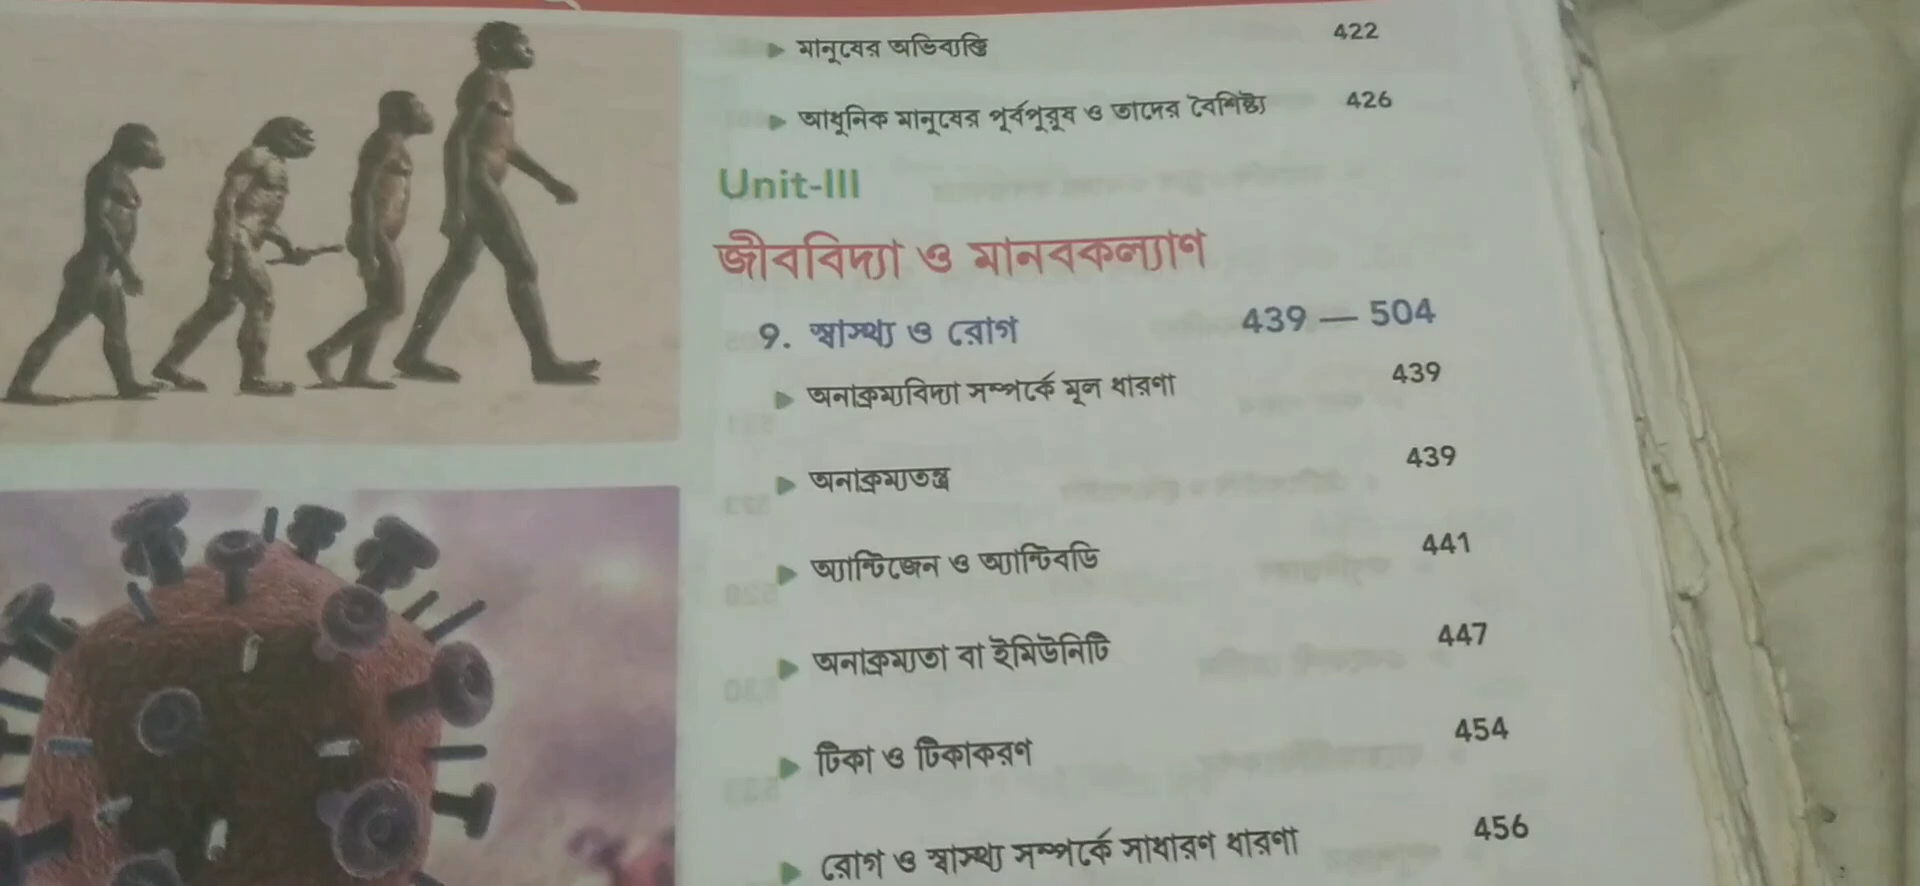 ▶ মানুষের অভিব্যক্তি 422
▶ আধুনিক মানুষের পূর্বপুরুষ ও তাদের বৈশিষ্ট্য 426
Unit-III
জীববিদ্যা ও মানবকল্যাণ
9. স্বাস্থ্য ও রোগ 439 — 504
▶ অনাক্রম্যবিদ্যা সম্পর্কে মূল ধারণা 439
▶ অনাক্রম্যতন্ত্র 439
▶ অ্যান্টিজেন ও অ্যান্টিবডি 441
▶ অনাক্রম্যতা বা ইমিউনিটি 447
▶ টিকা ও টিকাকরণ 454
▶ রোগ ও স্বাস্থ্য সম্পর্কে সাধারণ ধারণা 456